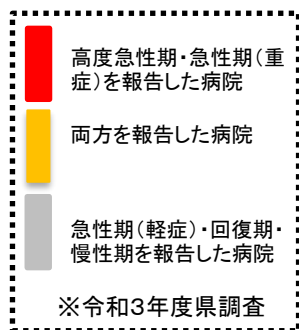 高度急性期・急性期（重
症）を報告した病院
両方を報告した病院
急性期（軽症）・回復期・
慢性期を報告した病院
※令和３年度県調査